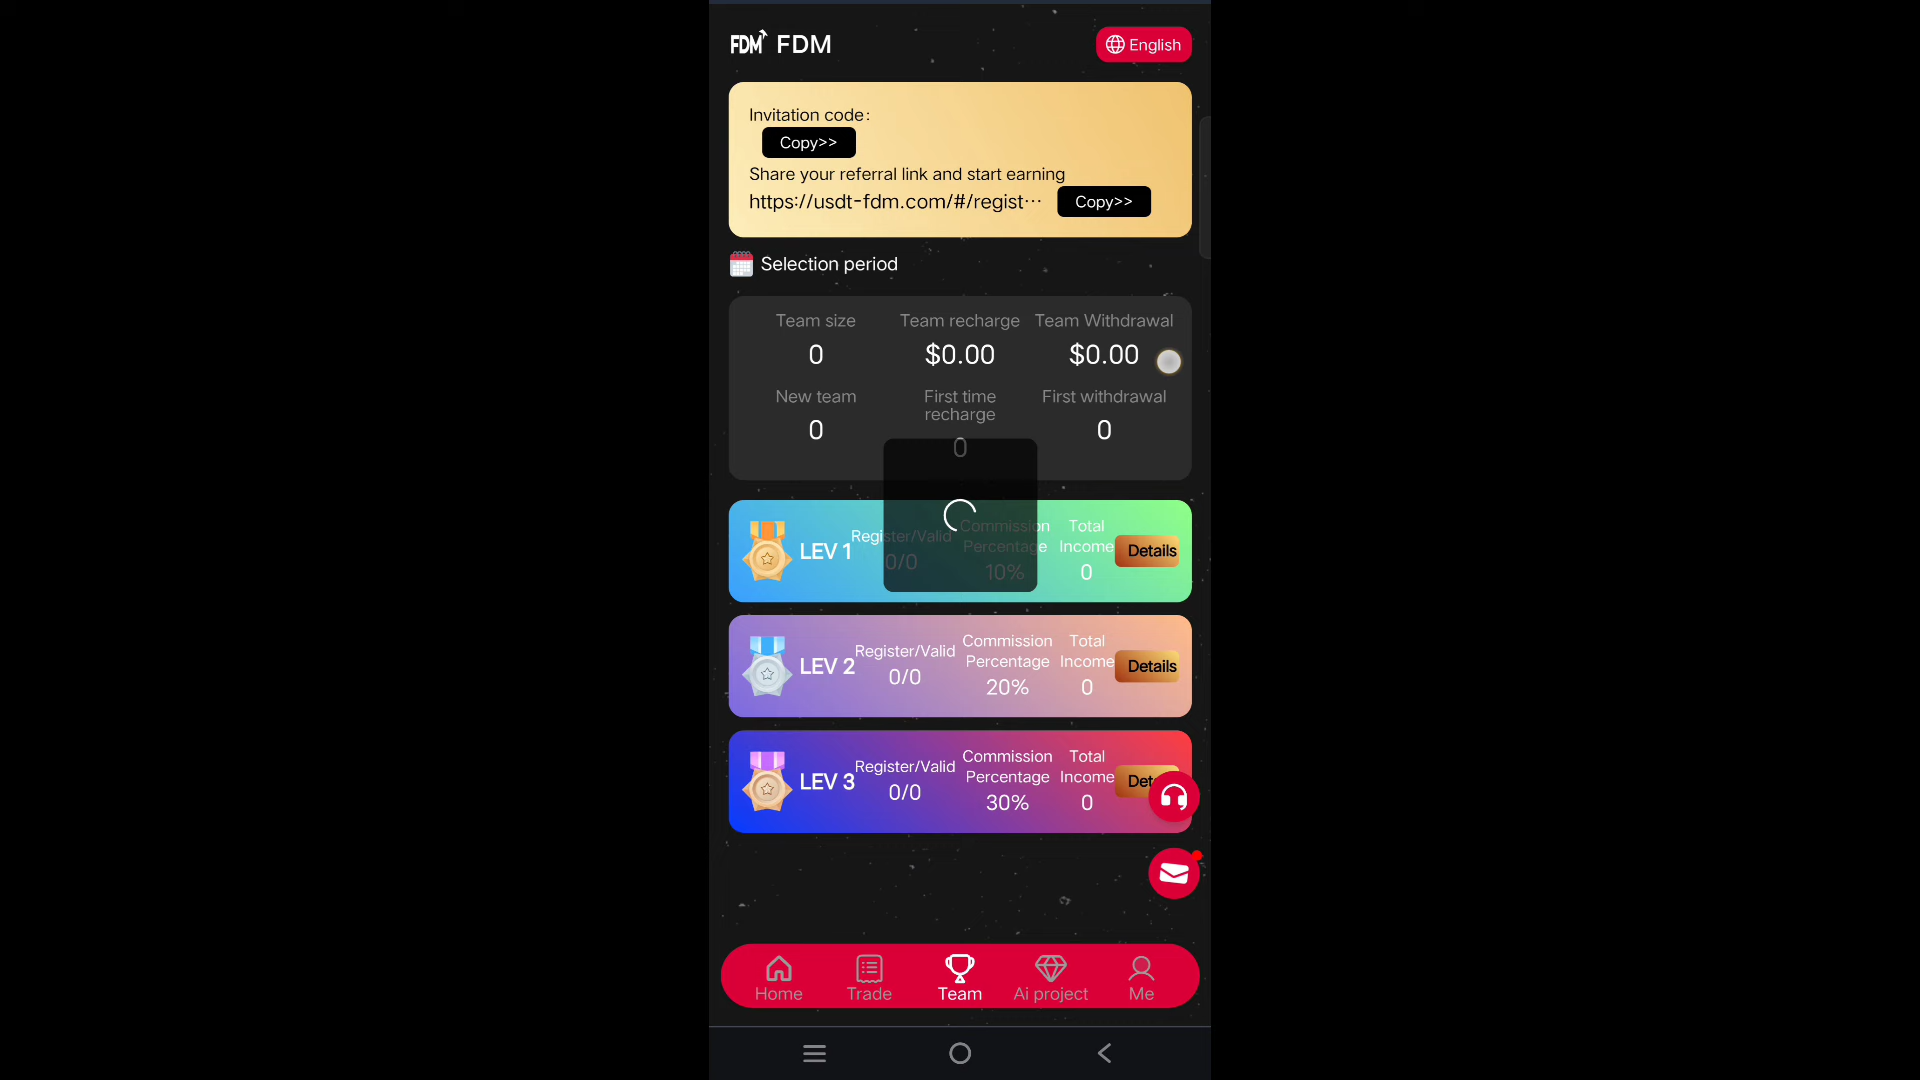 FDM FDM
English
Invitation code:
Copy>>
Share your referral link and start earning
https://usdt-fdm.com/#/regist··· Copy>>
Selection period
Team size Team recharge Team Withdrawal
0 $0.00 $0.00
New team First time recharge First withdrawal
0 0 0
LEV 1 Register/Valid 0/0 Commission Percentage 10% Total Income 0 Details
LEV 2 Register/Valid 0/0 Commission Percentage 20% Total Income 0 Details
LEV 3 Register/Valid 0/0 Commission Percentage 30% Total Income 0 Det
Home Trade Team Ai project Me